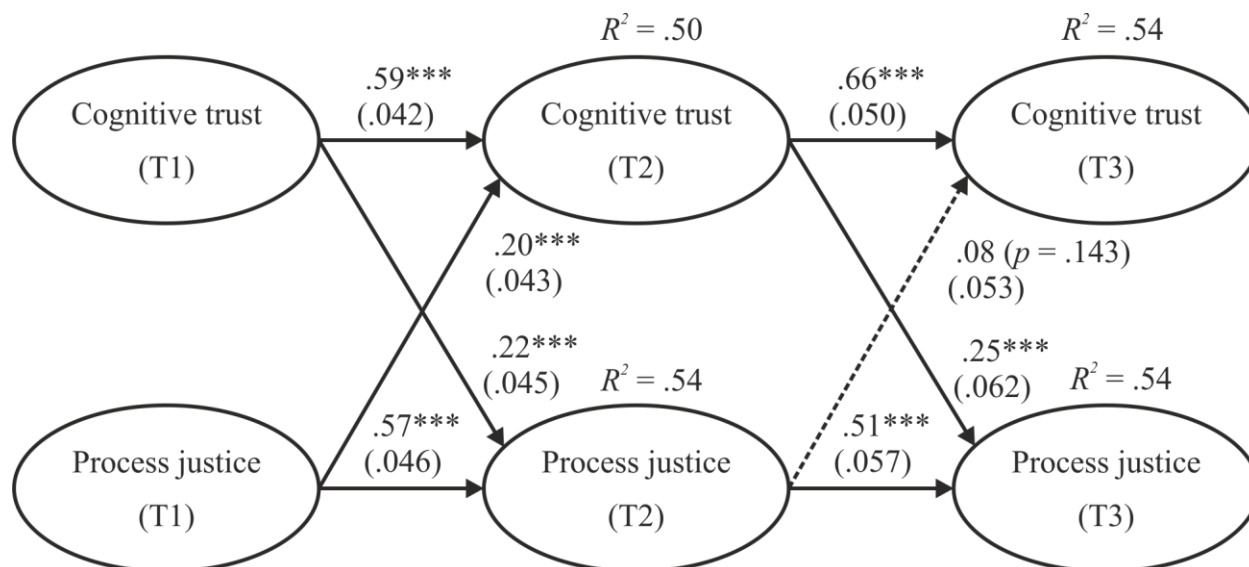 R² = .50
R² = .54
Cognitive trust
(T1)
.59***
(.042)
Cognitive trust
(T2)
.66***
(.050)
Cognitive trust
(T3)
.20***
(.043)
.08 (p = .143)
(.053)
.22***
(.045)
R² = .54
.25***
(.062)
R² = .54
Process justice
(T1)
.57***
(.046)
Process justice
(T2)
.51***
(.057)
Process justice
(T3)